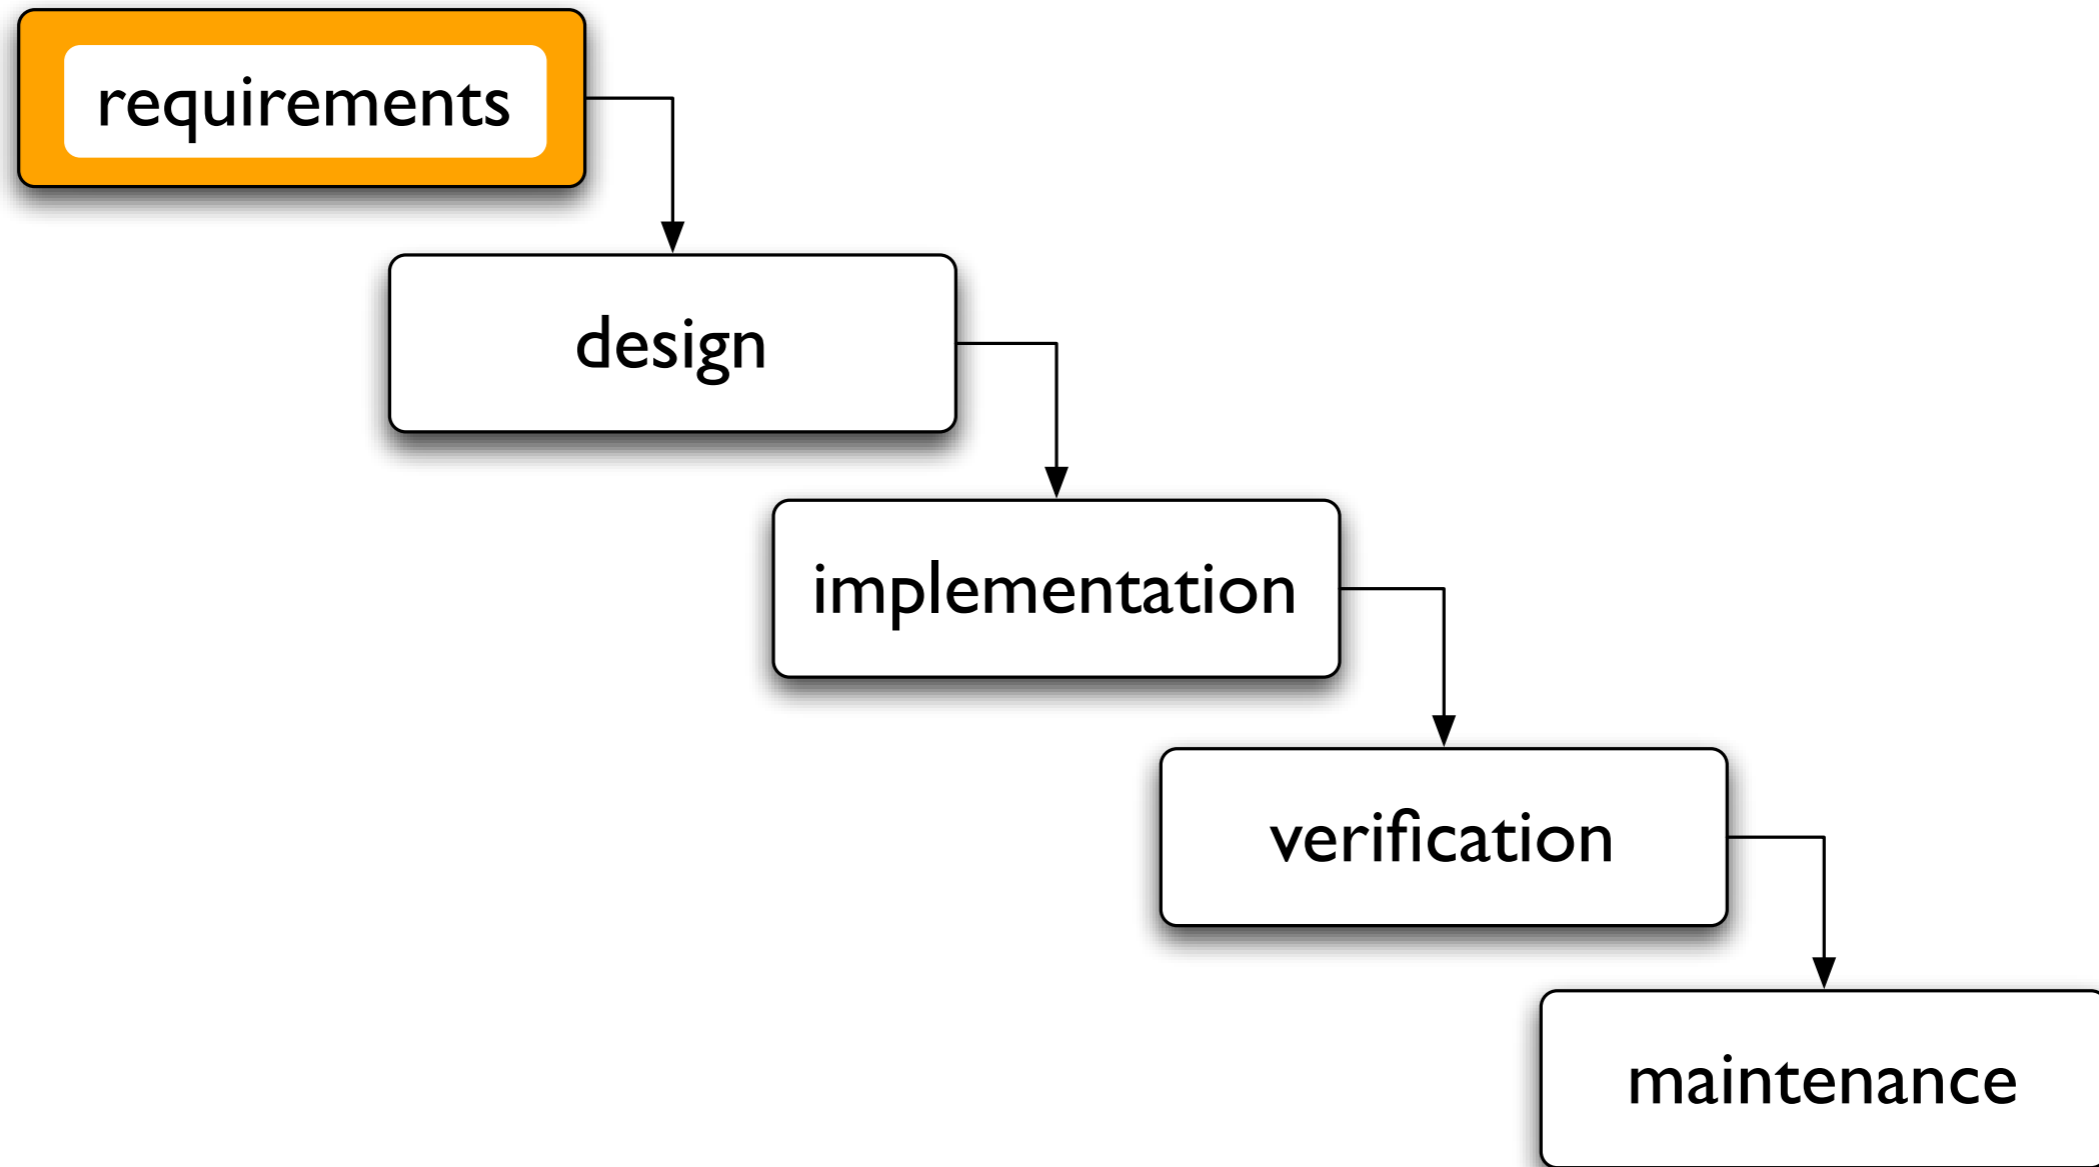 requirements
design
implementation
verification
maintenance